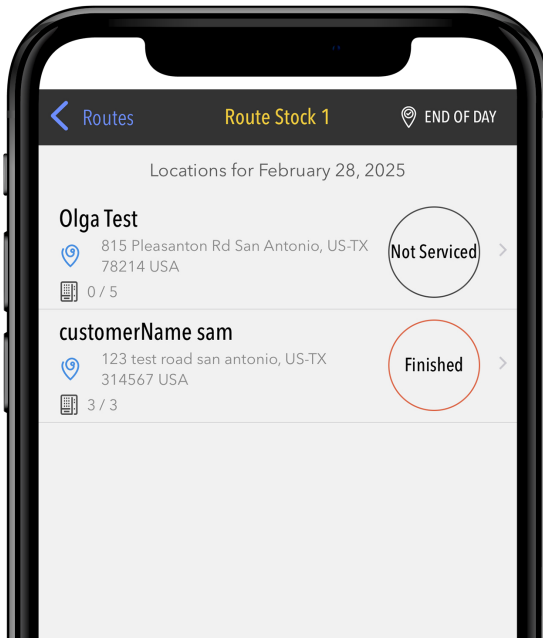 Routes
Route Stock 1
END OF DAY
Locations for February 28, 2025
Olga Test
815 Pleasanton Rd San Antonio, US-TX
78214 USA
0 / 5
Not Serviced
customerName sam
123 test road san antonio, US-TX
314567 USA
3 / 3
Finished